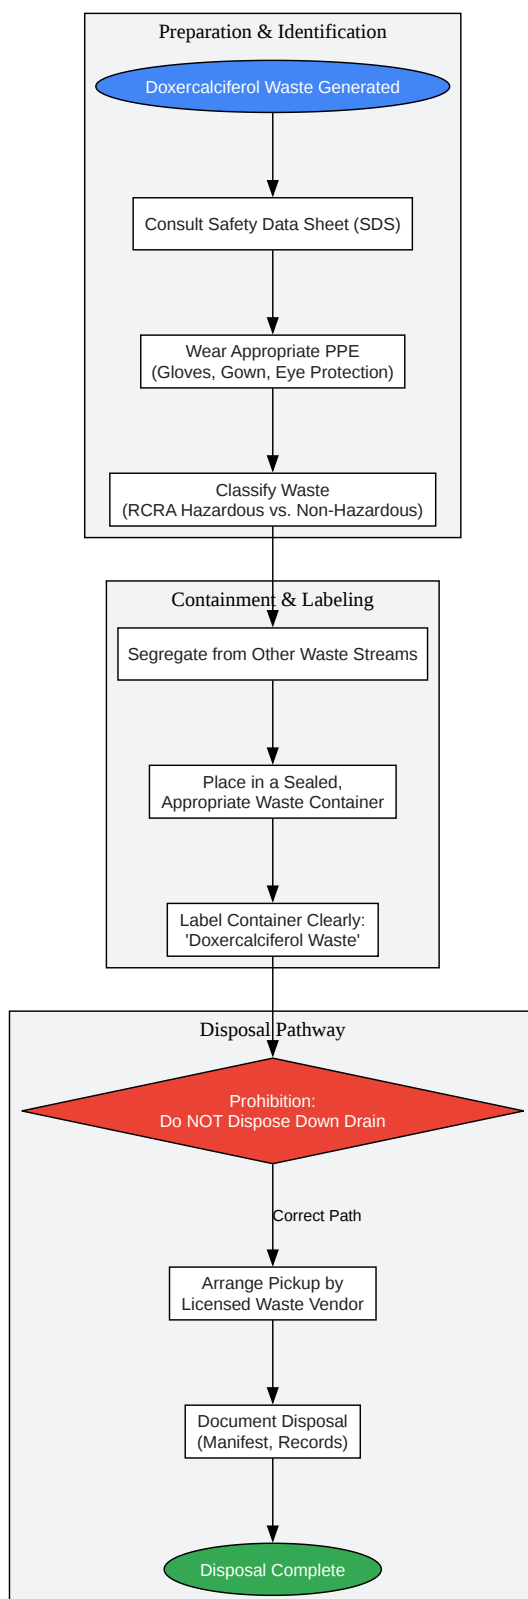 Preparation & Identification
Doxercalciferol Waste Generated
Consult Safety Data Sheet (SDS)
Wear Appropriate PPE
(Gloves, Gown, Eye Protection)
Classify Waste
(RCRA Hazardous vs. Non-Hazardous)
Containment & Labeling
Segregate from Other Waste Streams
Place in a Sealed,
Appropriate Waste Container
Label Container Clearly:
'Doxercalciferol Waste'
Disposal Pathway
Prohibition:
Do NOT Dispose Down Drain
Correct Path
Arrange Pickup by
Licensed Waste Vendor
Document Disposal
(Manifest, Records)
Disposal Complete